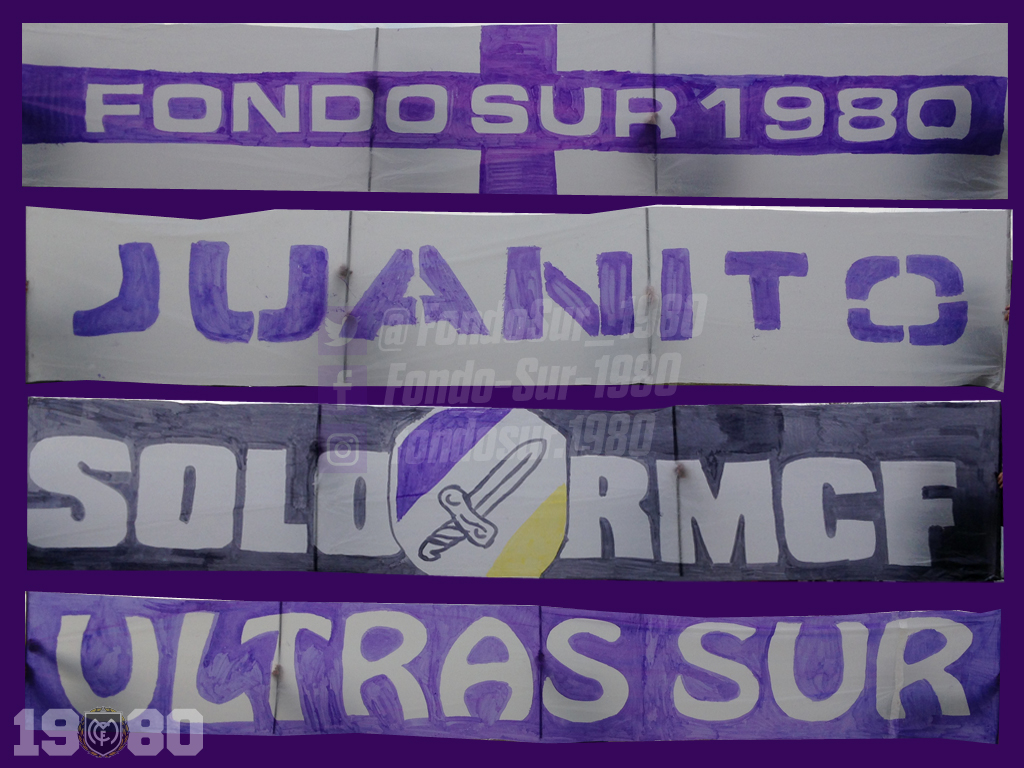 FONDO SUR 1980
JUANITO
@FondoSur_1980
Fondo-Sur-1980
Fondosur.1980
SOLO RMCF
ULTRAS SUR
1980